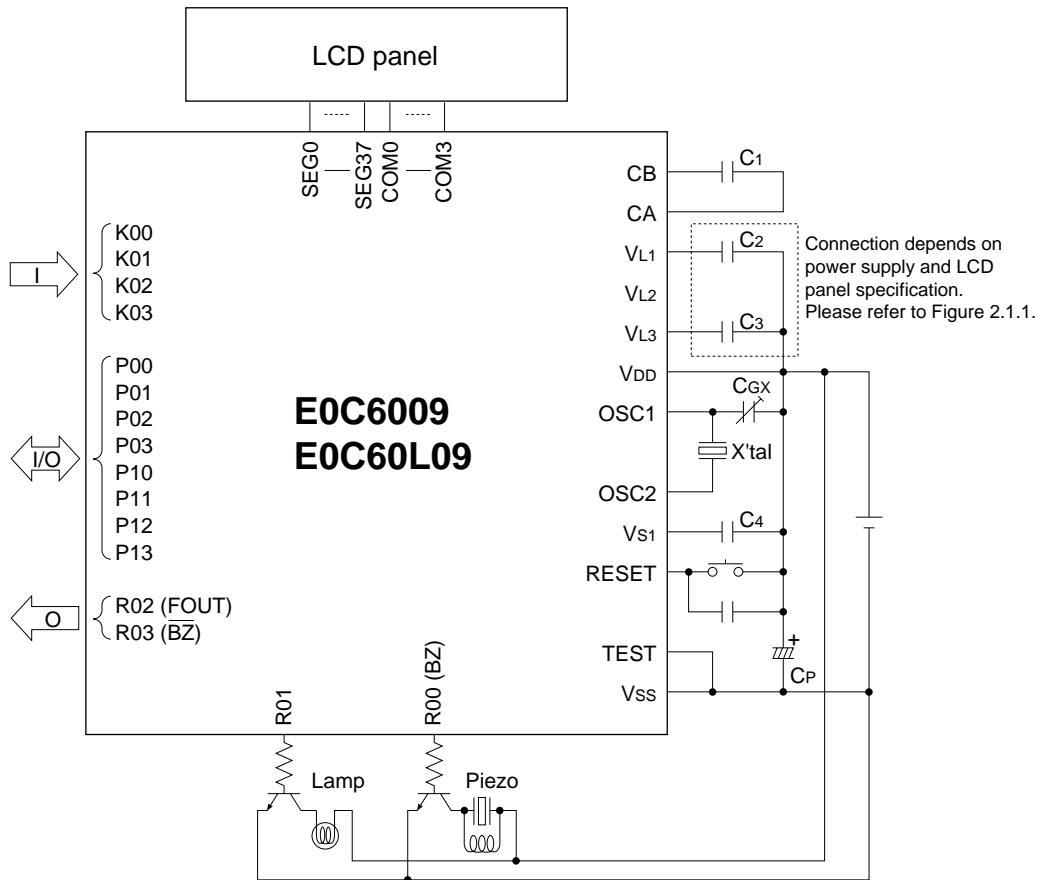 LCD panel
SEG0
SEG37
COM0
COM3
CB
C1
CA
VL1
C2
VL2
VL3
C3
Connection depends on
power supply and LCD
panel specification.
Please refer to Figure 2.1.1.
I
K00
K01
K02
K03
I/O
P00
P01
P02
P03
P10
P11
P12
P13
O
R02 (FOUT)
R03 (B̅Z̅)
E0C6009
E0C60L09
VDD
CGX
OSC1
X'tal
OSC2
VS1
C4
RESET
TEST
+
CP
VSS
R01
R00 (BZ)
Lamp
Piezo